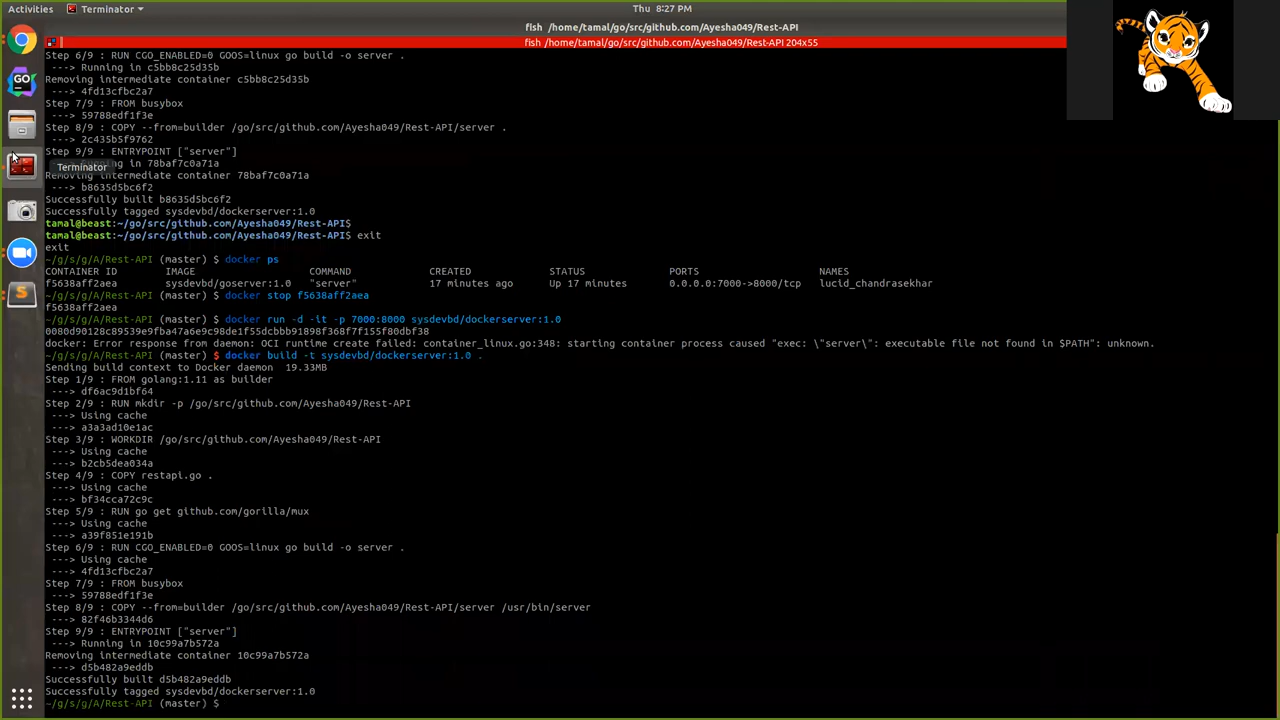 Activities
Terminator
Thu 8:27 PM
fish /home/tamal/go/src/github.com/Ayesha049/Rest-API
fish /home/tamal/go/src/github.com/Ayesha049/Rest-API 204x55
Step 6/9 : RUN CGO_ENABLED=0 GOOS=linux go build -o server .
---> Running in c5bb8c25d35b
Removing intermediate container c5bb8c25d35b
---> 4fd13cfbc2a7
Step 7/9 : FROM busybox
---> 59788edf1f3e
Step 8/9 : COPY --from=builder /go/src/github.com/Ayesha049/Rest-API/server .
---> 2c435b5f9762
Step 9/9 : ENTRYPOINT ["server"]
Terminator
ing in 78baf7c0a71a
Removing intermediate container 78baf7c0a71a
---> b8635d5bc6f2
Successfully built b8635d5bc6f2
Successfully tagged sysdevbd/dockerserver:1.0
tamal@beast:~/go/src/github.com/Ayesha049/Rest-API$
tamal@beast:~/go/src/github.com/Ayesha049/Rest-API$ exit
exit
~/g/s/g/A/Rest-API (master) $ docker ps
CONTAINER ID IMAGE COMMAND CREATED STATUS PORTS NAMES
f5638aff2aea sysdevbd/goserver:1.0 "server" 17 minutes ago Up 17 minutes 0.0.0.0:7000->8000/tcp lucid_chandrasekhar
~/g/s/g/A/Rest-API (master) $ docker stop f5638aff2aea
f5638aff2aea
~/g/s/g/A/Rest-API (master) $ docker run -d -it -p 7000:8000 sysdevbd/dockerserver:1.0
0080d90128c89539e9fba47a6e9c98de1f55dcbbb91898f368f7f155f80dbf38
docker: Error response from daemon: OCI runtime create failed: container_linux.go:348: starting container process caused "exec: \"server\": executable file not found in $PATH": unknown.
~/g/s/g/A/Rest-API (master) $ docker build -t sysdevbd/dockerserver:1.0 .
Sending build context to Docker daemon 19.33MB
Step 1/9 : FROM golang:1.11 as builder
---> df6ac9d1bf64
Step 2/9 : RUN mkdir -p /go/src/github.com/Ayesha049/Rest-API
---> Using cache
---> a3a3ad10e1ac
Step 3/9 : WORKDIR /go/src/github.com/Ayesha049/Rest-API
---> Using cache
---> b2cb5dea034a
Step 4/9 : COPY restapi.go .
---> Using cache
---> bf34cca72c9c
Step 5/9 : RUN go get github.com/gorilla/mux
---> Using cache
---> a39f851e191b
Step 6/9 : RUN CGO_ENABLED=0 GOOS=linux go build -o server .
---> Using cache
---> 4fd13cfbc2a7
Step 7/9 : FROM busybox
---> 59788edf1f3e
Step 8/9 : COPY --from=builder /go/src/github.com/Ayesha049/Rest-API/server /usr/bin/server
---> 82f46b3344d6
Step 9/9 : ENTRYPOINT ["server"]
---> Running in 10c99a7b572a
Removing intermediate container 10c99a7b572a
---> d5b482a9eddb
Successfully built d5b482a9eddb
Successfully tagged sysdevbd/dockerserver:1.0
~/g/s/g/A/Rest-API (master) $